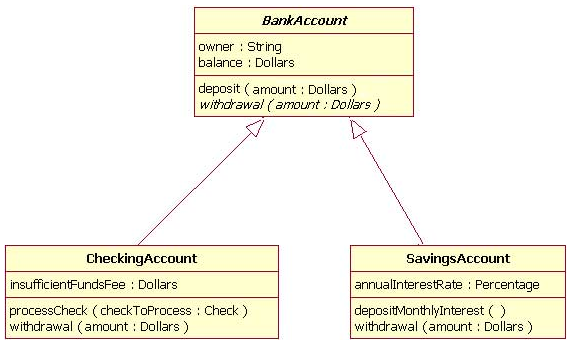 BankAccount
owner : String
balance : Dollars
deposit ( amount : Dollars )
withdrawal ( amount : Dollars )
CheckingAccount
insufficientFundsFee : Dollars
processCheck ( checkToProcess : Check )
withdrawal ( amount : Dollars )
SavingsAccount
annualInterestRate : Percentage
depositMonthlyInterest ( )
withdrawal ( amount : Dollars )